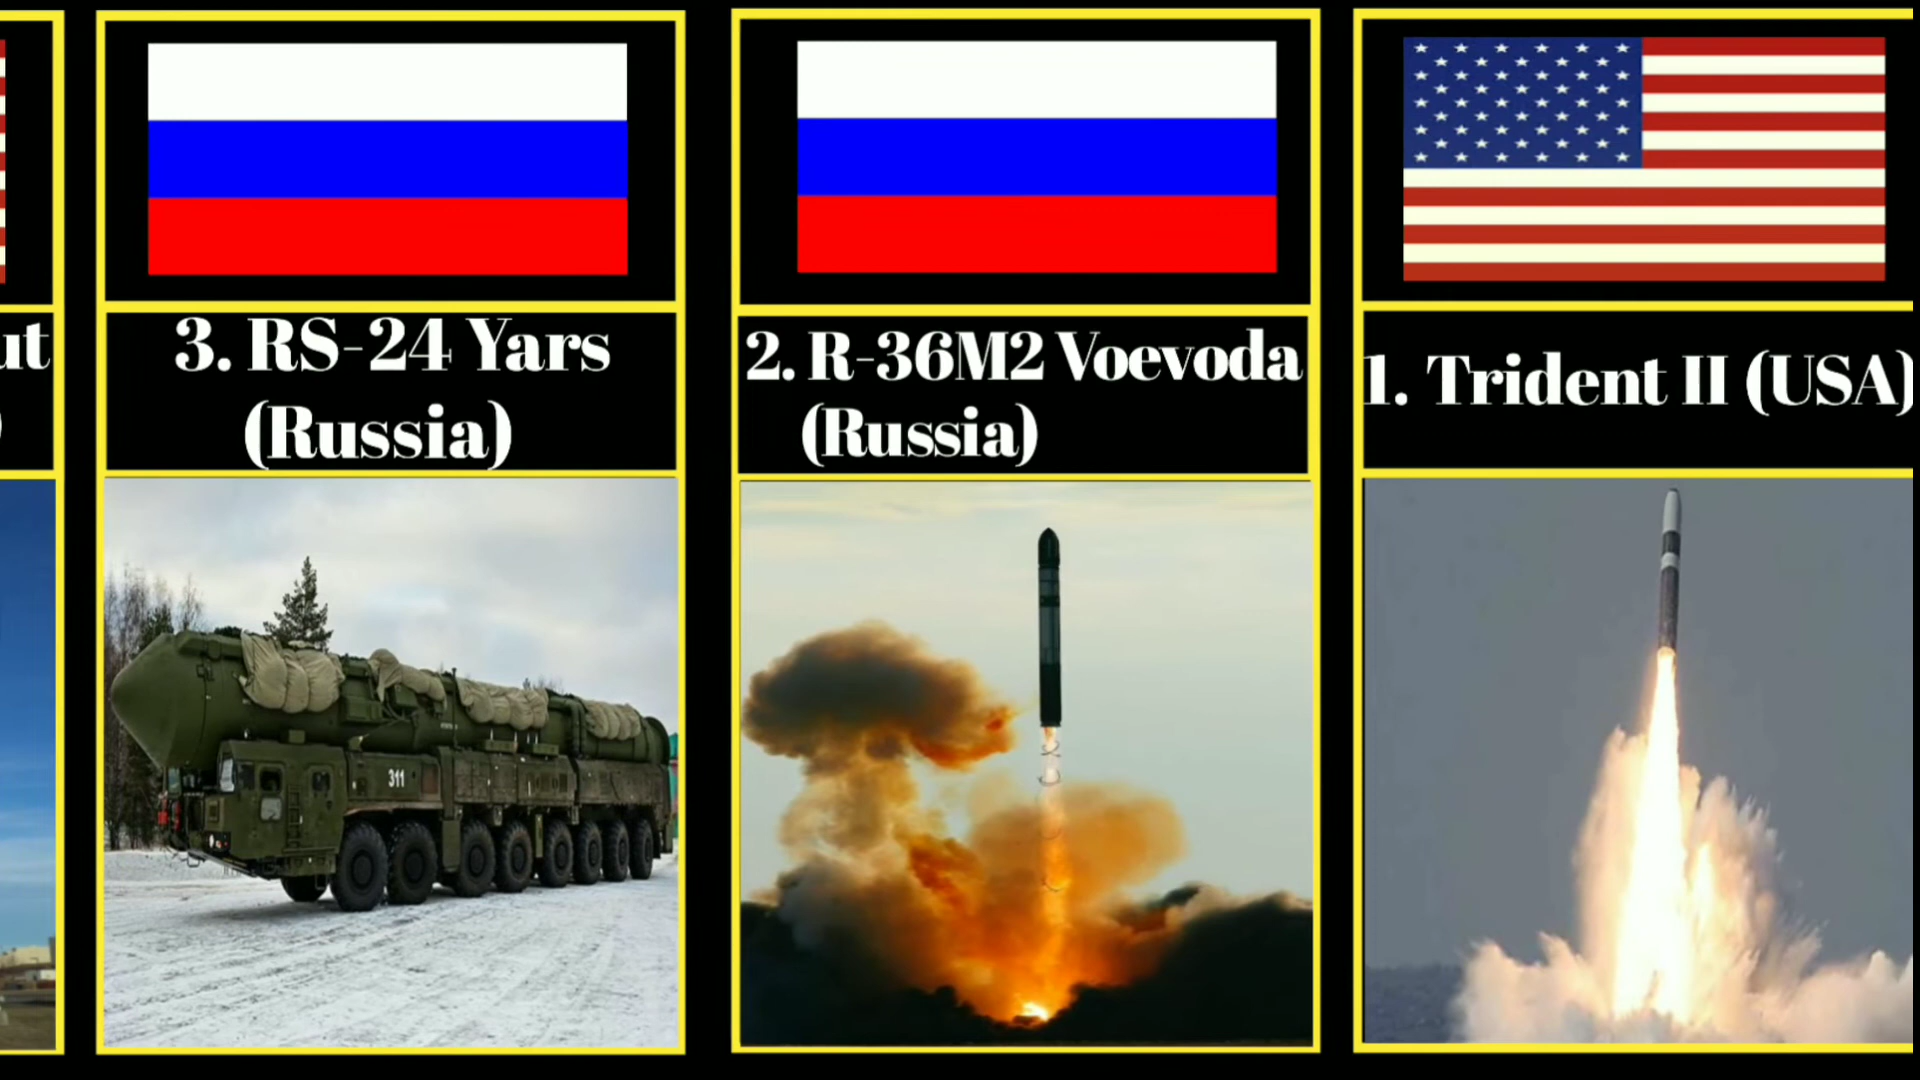 ut
)
3. RS-24 Yars
(Russia)
2. R-36M2 Voevoda
(Russia)
1. Trident II (USA)
311